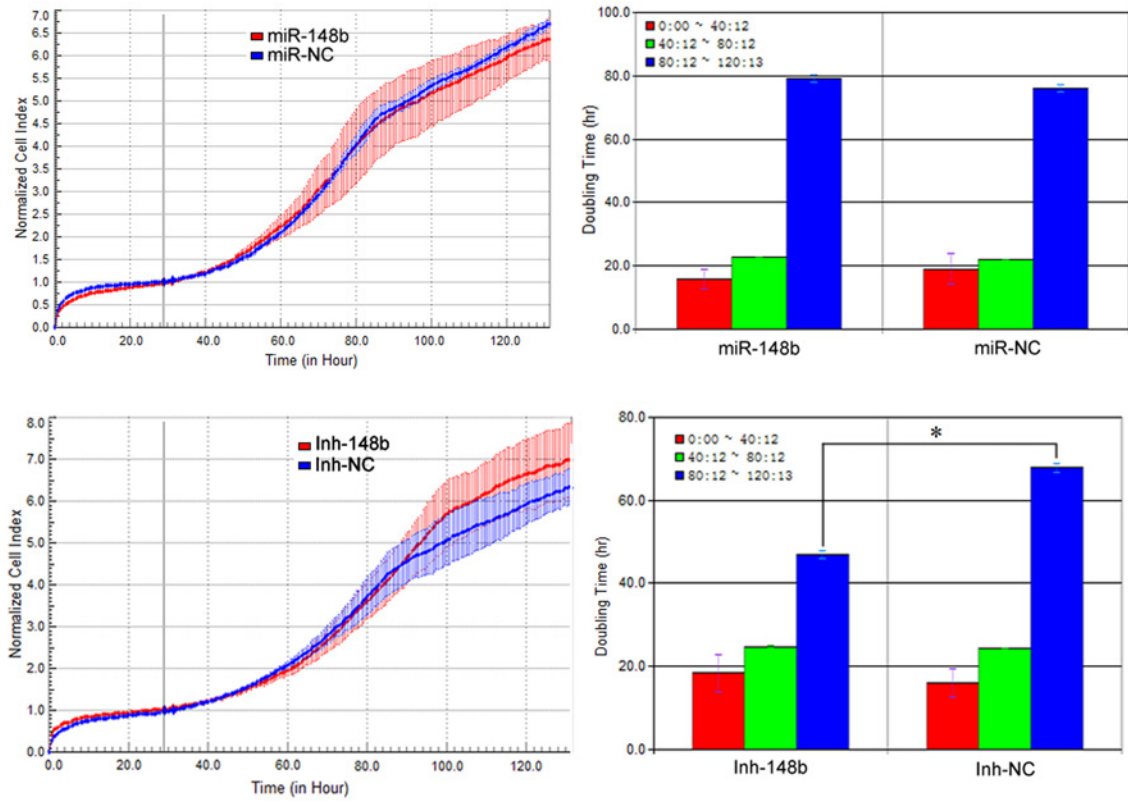 7.0
6.5
6.0
5.5
5.0
4.5
4.0
3.5
3.0
2.5
2.0
1.5
1.0
0.5
0.0
Normalized Cell Index
miR-148b
miR-NC
0.0 20.0 40.0 60.0 80.0 100.0 120.0
Time (in Hour)
100.0
80.0
60.0
40.0
20.0
0.0
Doubling Time (hr)
0:00 ~ 40:12
40:12 ~ 80:12
80:12 ~ 120:13
miR-148b miR-NC
8.0
7.0
6.0
5.0
4.0
3.0
2.0
1.0
0.0
Normalized Cell Index
Inh-148b
Inh-NC
0.0 20.0 40.0 60.0 80.0 100.0 120.0
Time (in Hour)
80.0
60.0
40.0
20.0
0.0
Doubling Time (hr)
0:00 ~ 40:12
40:12 ~ 80:12
80:12 ~ 120:13
*
Inh-148b Inh-NC